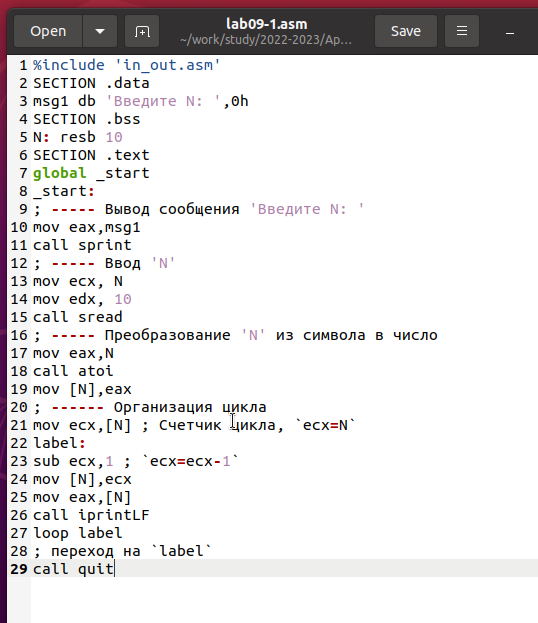 Open
lab09-1.asm
~/work/study/2022-2023/Ap...
Save
1 %include 'in_out.asm'
2 SECTION .data
3 msg1 db 'Введите N: ',0h
4 SECTION .bss
5 N: resb 10
6 SECTION .text
7 global _start
8 _start:
9 ; ----- Вывод сообщения 'Введите N: '
10 mov eax,msg1
11 call sprint
12 ; ----- Ввод 'N'
13 mov ecx, N
14 mov edx, 10
15 call sread
16 ; ----- Преобразование 'N' из символа в число
17 mov eax,N
18 call atoi
19 mov [N],eax
20 ; ------ Организация цикла
21 mov ecx,[N] ; Счетчик цикла, `ecx=N`
22 label:
23 sub ecx,1 ; `ecx=ecx-1`
24 mov [N],ecx
25 mov eax,[N]
26 call iprintLF
27 loop label
28 ; переход на `label`
29 call quit